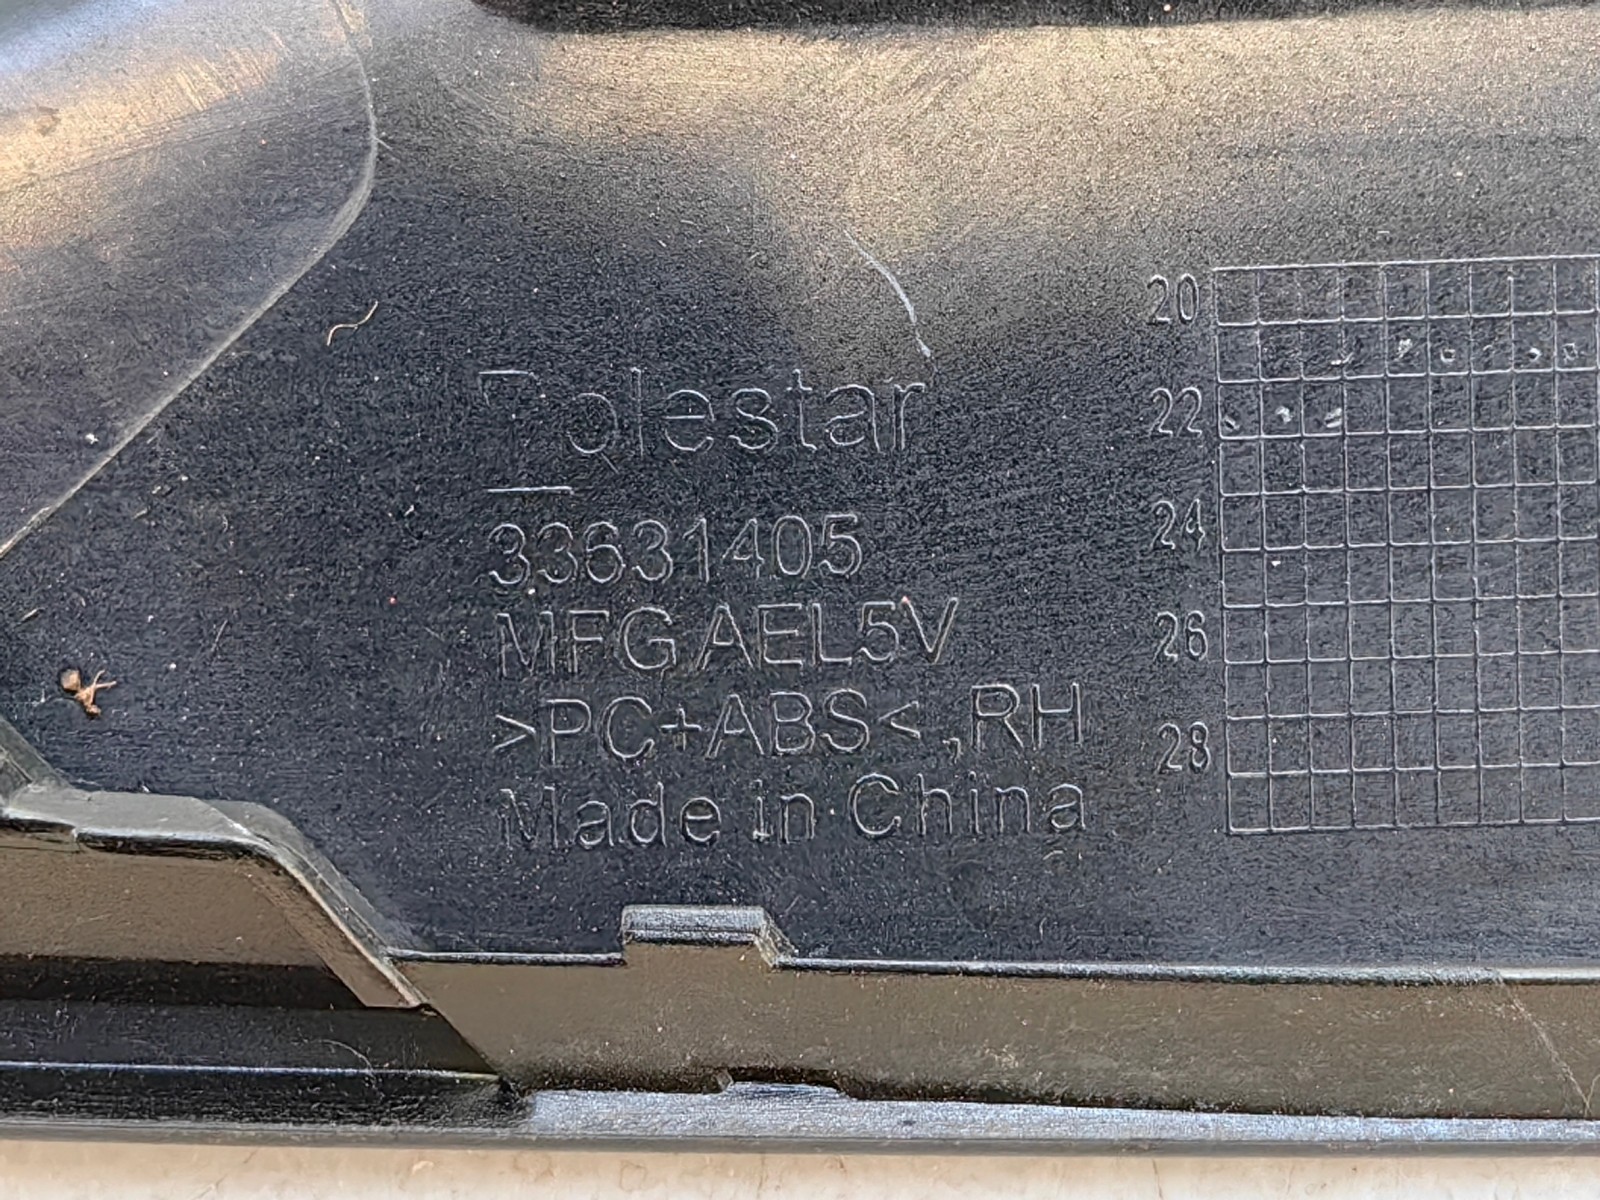 Polestar
33631405
MFG AEL5V
>PC+ABS< ,RH
Made in China
20
22
24
26
28